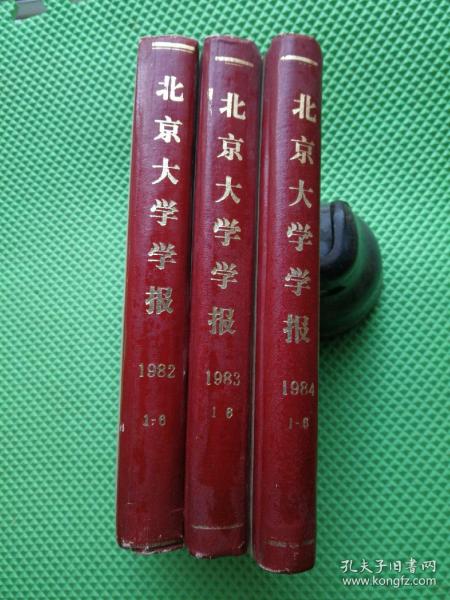 北京大学学报
1982
1-6
北京大学学报
1983
1 6
北京大学学报
1984
1-6
孔夫子旧书网
www.kongfz.com